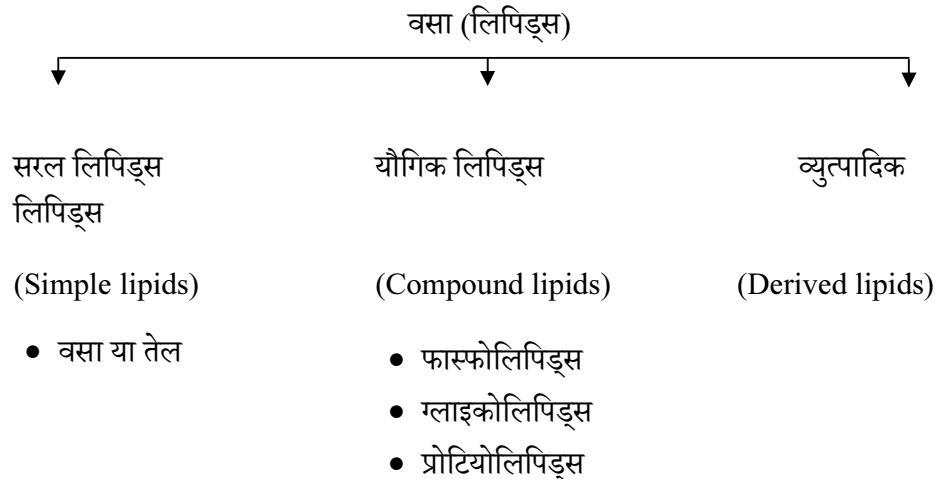 वसा (लिपिड्स)
सरल लिपिड्स यौगिक लिपिड्स व्युत्पादिक
लिपिड्स
(Simple lipids) (Compound lipids) (Derived lipids)
• वसा या तेल
• फास्फोलिपिड्स
• ग्लाइकोलिपिड्स
• प्रोटियोलिपिड्स